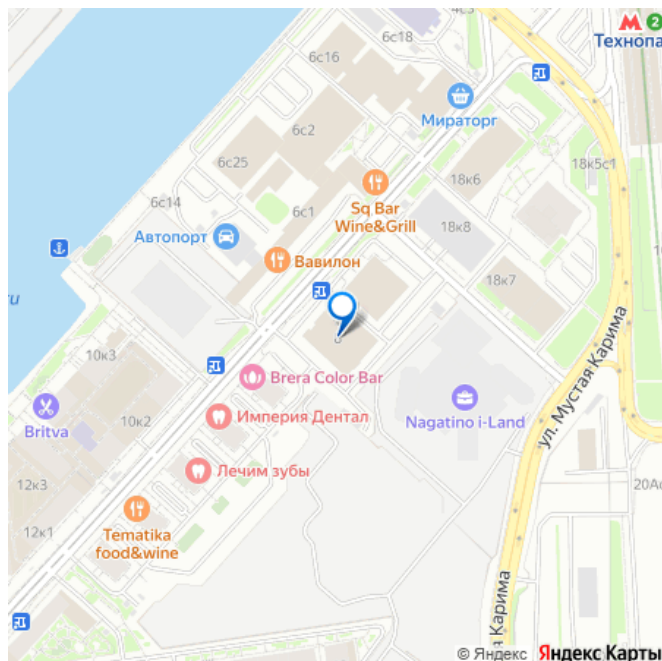 4с3
6с18
М 2
Технопа
6с16
Мираторг
6с2
6с25
18к5с1
18к6
6с14
6с1
Sq Bar
Wine&Grill
18к8
Автопорт
Вавилон
18к7
10к3
Brera Color Bar
Britva
10к2
Империя Дентал
Nagatino i-Land
ул. Мустая Карима
Лечим зубы
12к3
20А
12к1
Tematika
food&wine
я Карима
© Яндекс Яндекс Карты